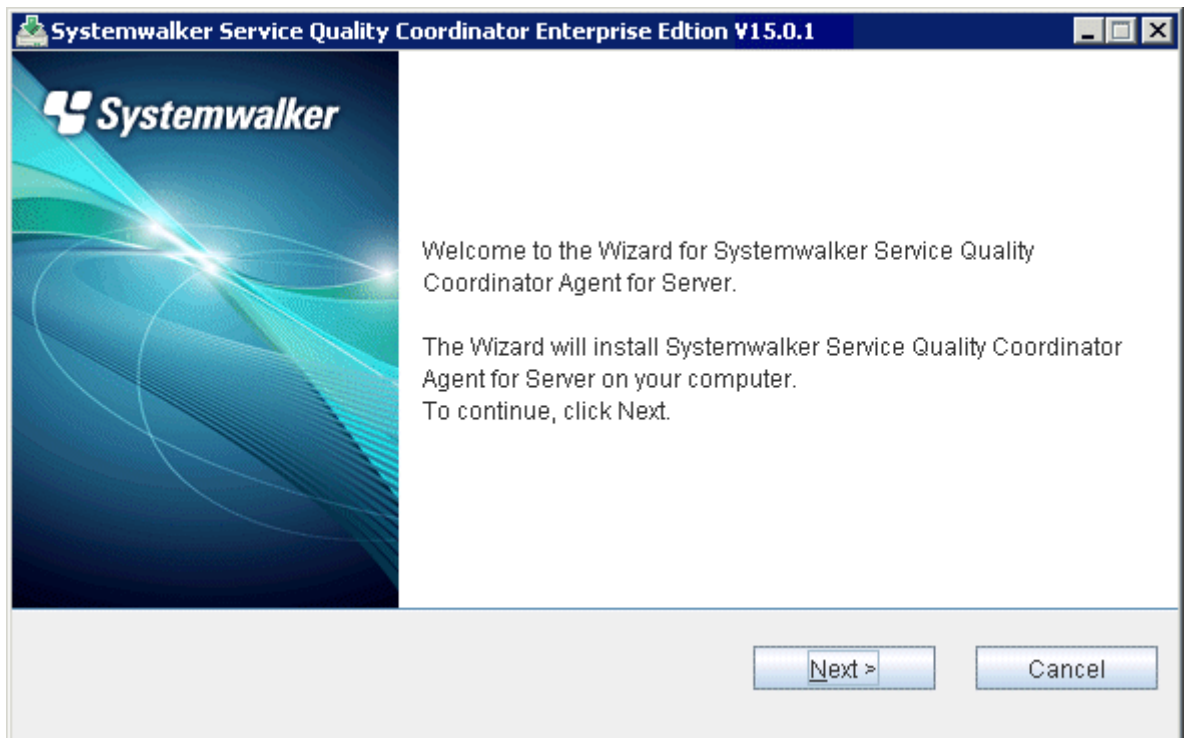 Systemwalker Service Quality Coordinator Enterprise Edtion V15.0.1
Systemwalker
Welcome to the Wizard for Systemwalker Service Quality
Coordinator Agent for Server.
The Wizard will install Systemwalker Service Quality Coordinator
Agent for Server on your computer.
To continue, click Next.
Next >
Cancel